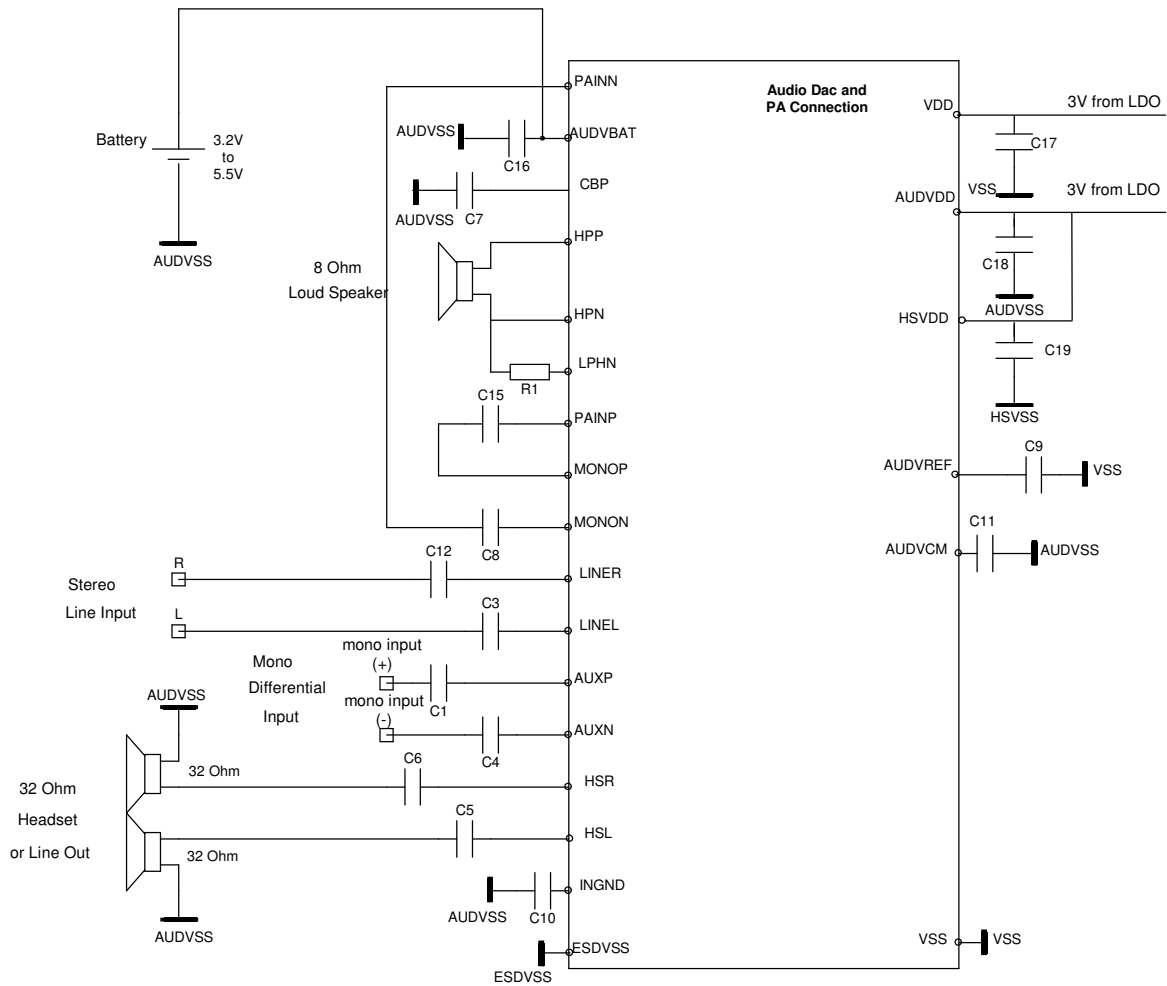 PAINN
Audio Dac and
PA Connection
VDD
3V from LDO
Battery
3.2V
to
5.5V
AUDVSS
AUDVBAT
C16
C17
VSS
3V from LDO
CBP
AUDVSS
C7
AUDVDD
HPP
AUDVSS
8 Ohm
Loud Speaker
C18
AUDVSS
HPN
HSVDD
C19
LPHN
R1
C15
PAINP
HSVSS
MONOP
AUDVREF
C9
VSS
MONON
C8
C11
AUDVCM
AUDVSS
C12
R
LINER
Stereo
Line Input
L
C3
LINEL
mono input
(+)
Mono
Differential
Input
AUXP
C1
mono input
(-)
AUXN
C4
AUDVSS
32 Ohm
C6
HSR
32 Ohm
Headset
or Line Out
C5
HSL
32 Ohm
INGND
AUDVSS
C10
AUDVSS
ESDVSS
ESDVSS
VSS
VSS